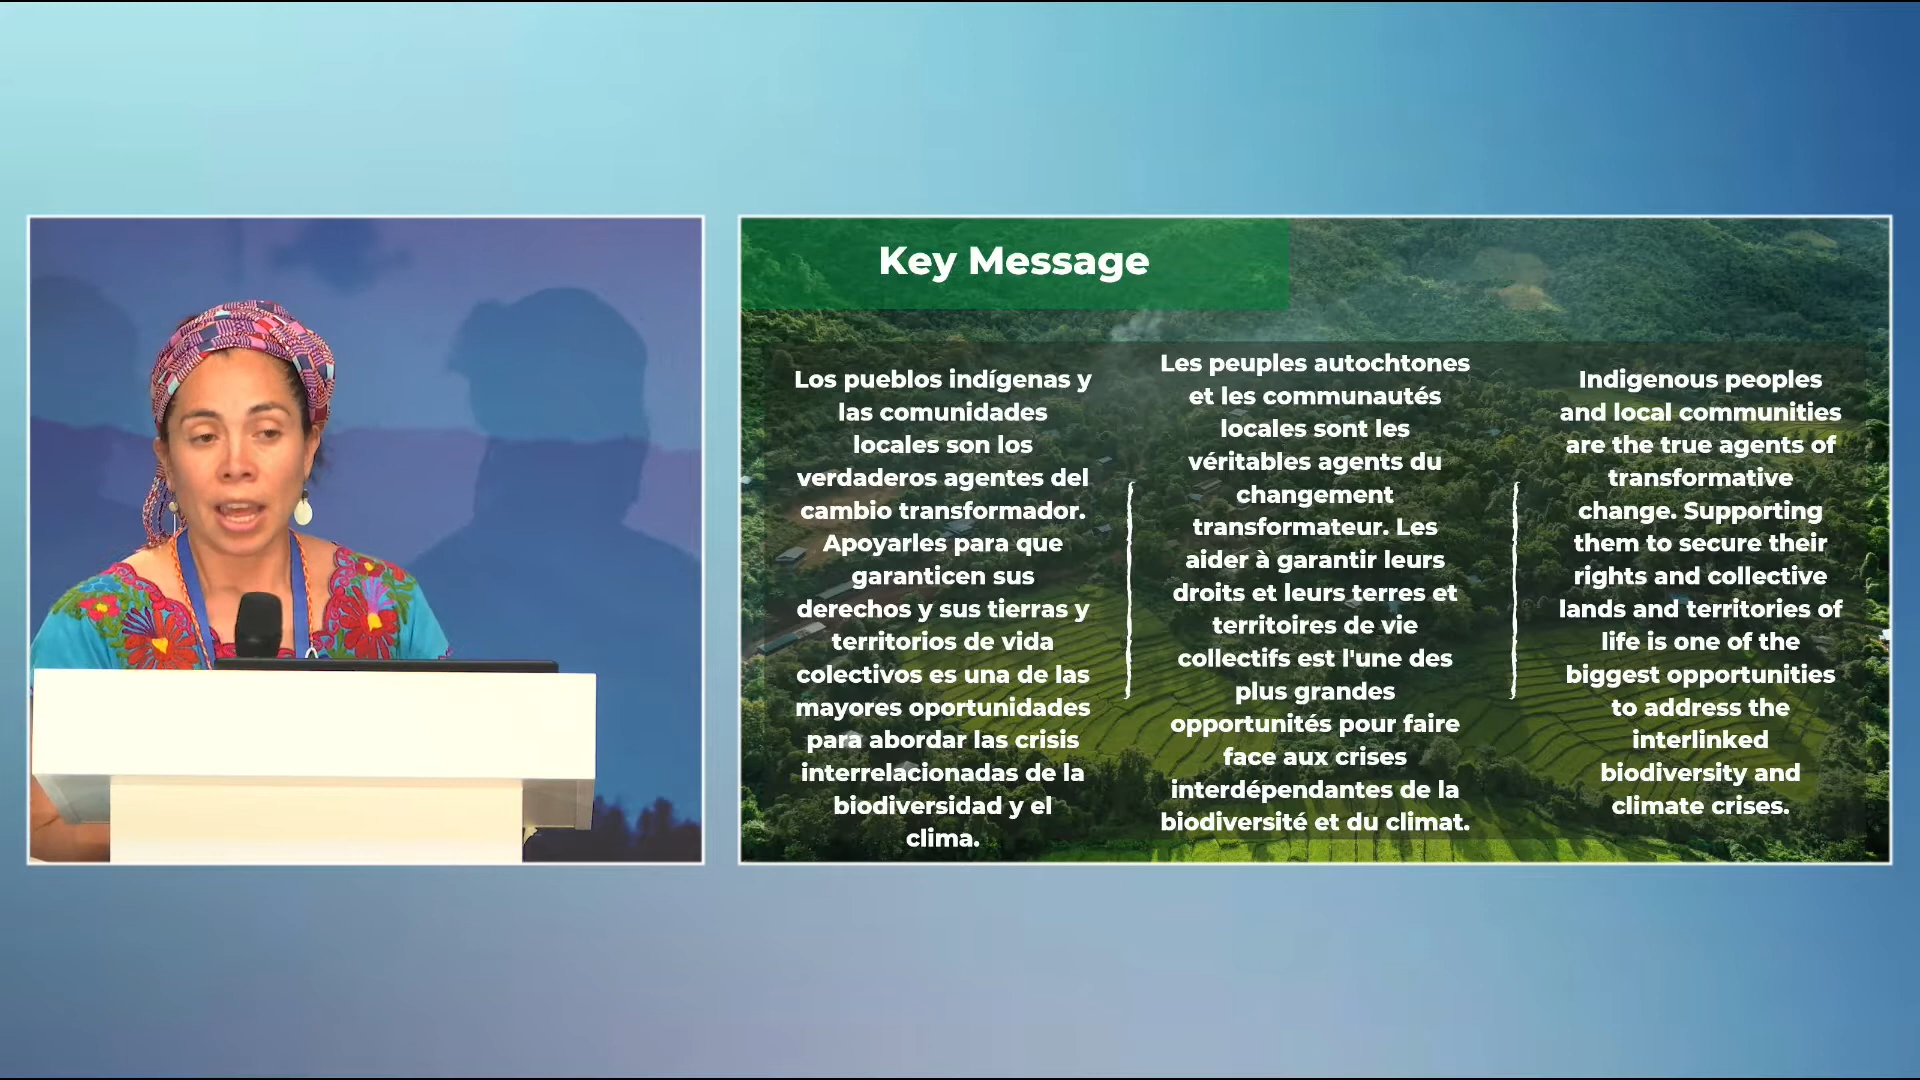 Key Message
Los pueblos indígenas y
las comunidades
locales son los
verdaderos agentes del
cambio transformador.
Apoyarles para que
garanticen sus
derechos y sus tierras y
territorios de vida
colectivos es una de las
mayores oportunidades
para abordar las crisis
interrelacionadas de la
biodiversidad y el
clima.
Les peuples autochtones
et les communautés
locales sont les
véritables agents du
changement
transformateur. Les
aider à garantir leurs
droits et leurs terres et
territoires de vie
collectifs est l'une des
plus grandes
opportunités pour faire
face aux crises
interdépendantes de la
biodiversité et du climat.
Indigenous peoples
and local communities
are the true agents of
transformative
change. Supporting
them to secure their
rights and collective
lands and territories of
life is one of the
biggest opportunities
to address the
interlinked
biodiversity and
climate crises.